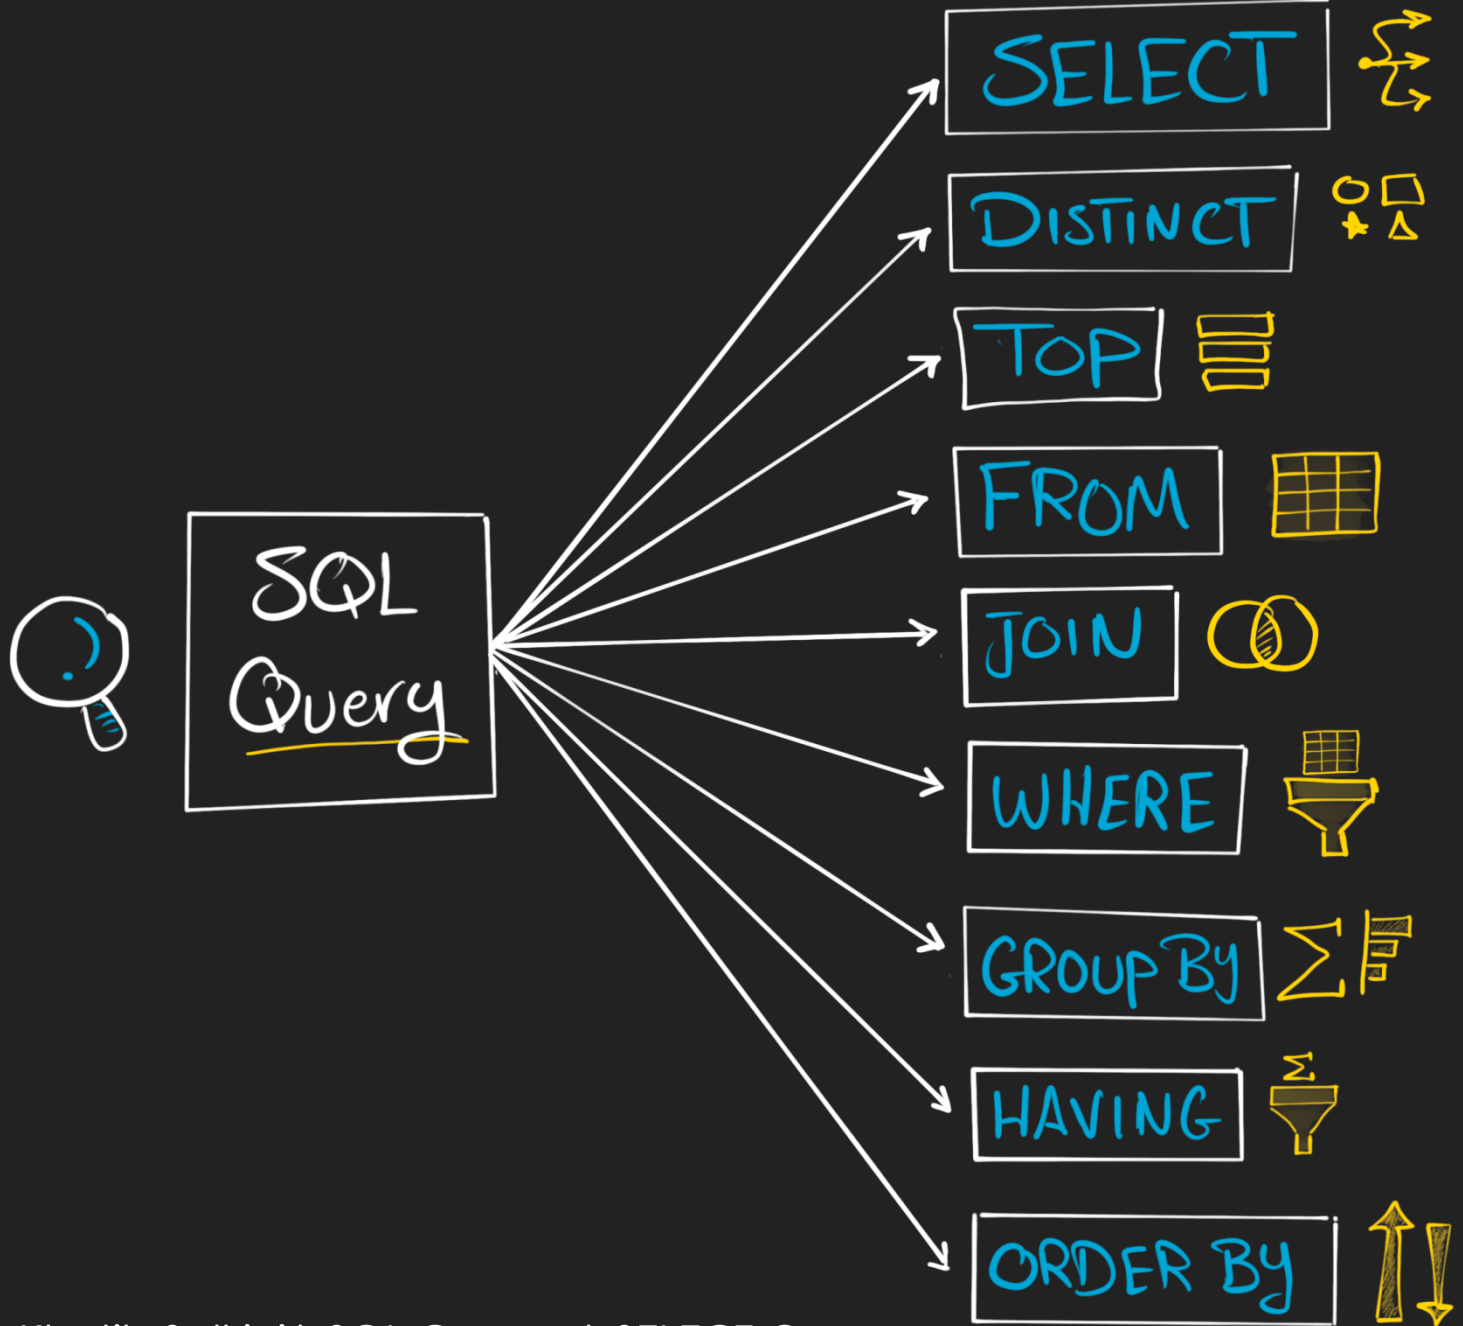 SQL
Query
SELECT
DISTINCT
TOP
FROM
JOIN
WHERE
GROUP BY
HAVING
ORDER BY